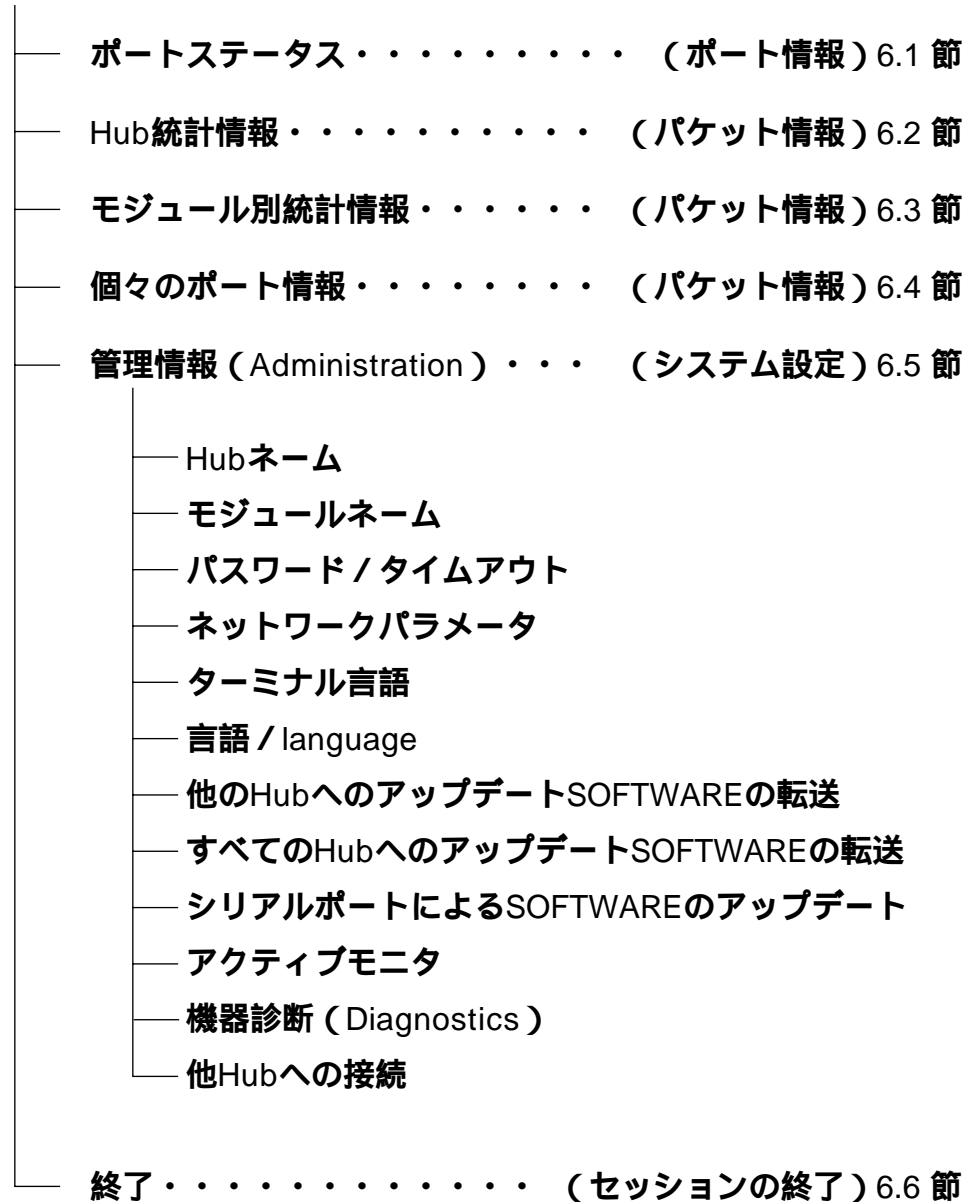 ポートステータス・・・・・・・・・（ポート情報）6.1 節
Hub統計情報・・・・・・・・・・（パケット情報）6.2 節
モジュール別統計情報・・・・・・（パケット情報）6.3 節
個々のポート情報・・・・・・・・（パケット情報）6.4 節
管理情報（Administration）・・・（システム設定）6.5 節
Hubネーム
モジュールネーム
パスワード／タイムアウト
ネットワークパラメータ
ターミナル言語
言語／language
他のHubへのアップデートSOFTWAREの転送
すべてのHubへのアップデートSOFTWAREの転送
シリアルポートによるSOFTWAREのアップデート
アクティブモニタ
機器診断（Diagnostics）
他Hubへの接続
終了・・・・・・・・・・・・（セッションの終了）6.6 節